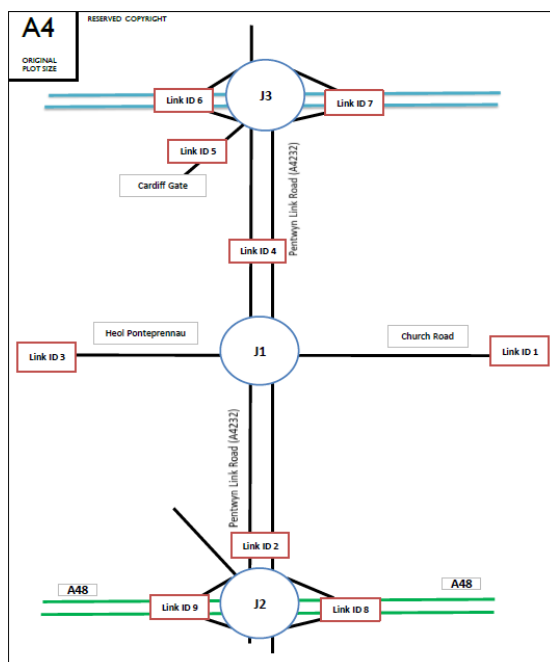 A4
RESERVED COPYRIGHT
ORIGINAL
PLOT SIZE
Link ID 6
J3
Link ID 7
Link ID 5
Cardiff Gate
Pentwyn Link Road (A4232)
Link ID 4
Heol Ponteprennau
Church Road
Link ID 3
J1
Link ID 1
Pentwyn Link Road (A4232)
Link ID 2
A48
A48
Link ID 9
J2
Link ID 8